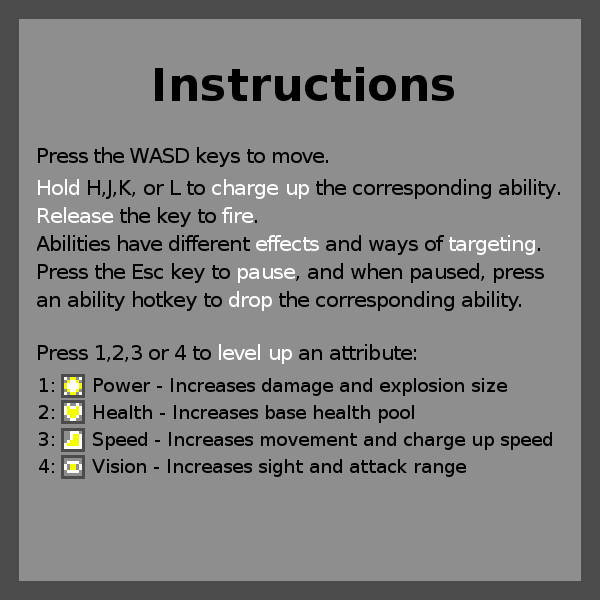 Instructions
Press the WASD keys to move.
Hold H,J,K, or L to charge up the corresponding ability.
Release the key to fire.
Abilities have different effects and ways of targeting.
Press the Esc key to pause, and when paused, press
an ability hotkey to drop the corresponding ability.
Press 1,2,3 or 4 to level up an attribute:
1: Power - Increases damage and explosion size
2: Health - Increases base health pool
3: Speed - Increases movement and charge up speed
4: Vision - Increases sight and attack range